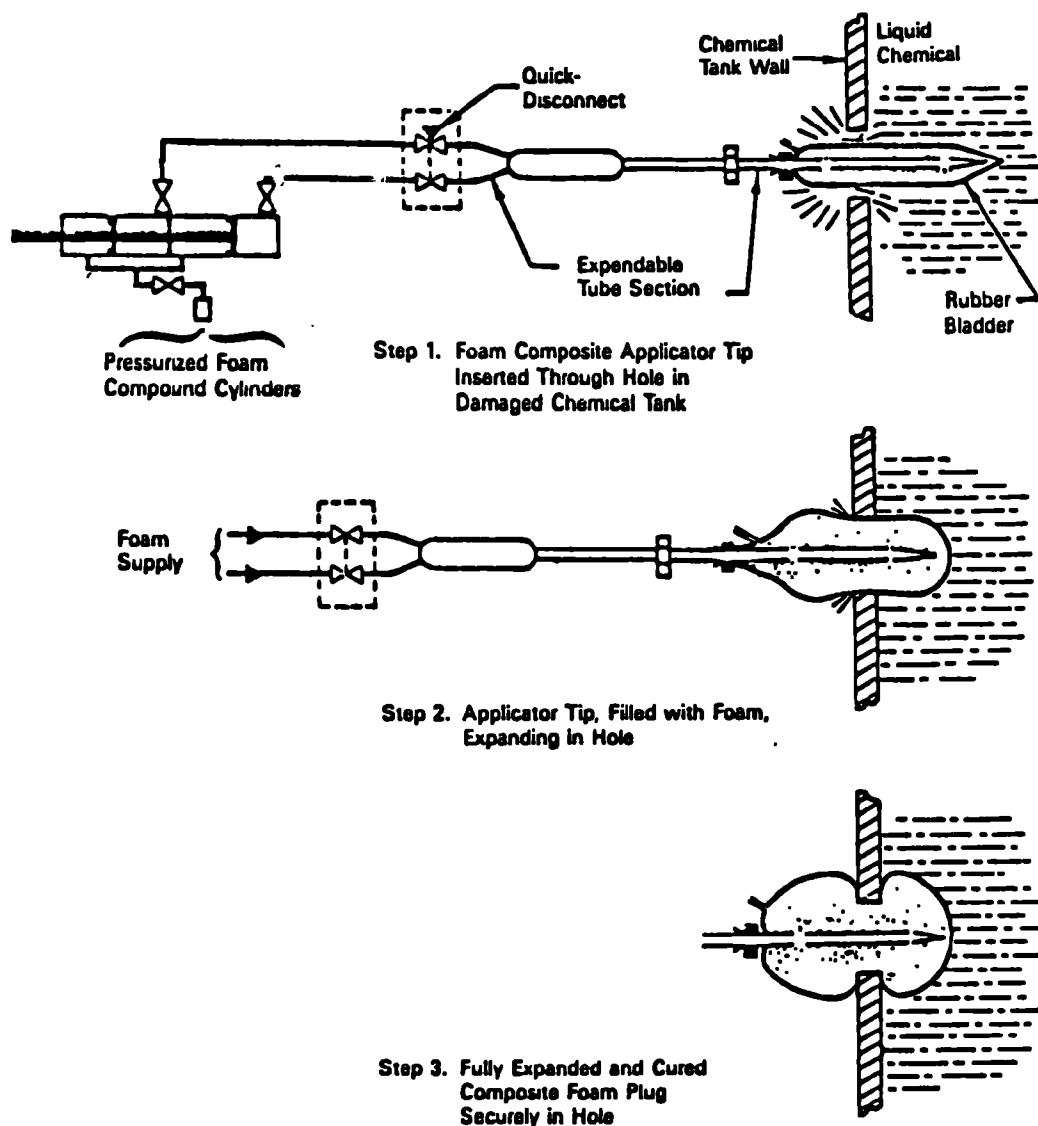 Chemical
Tank Wall
Liquid
Chemical
Quick-
Disconnect
Expendable
Tube Section
Rubber
Bladder
Pressurized Foam
Compound Cylinders
Step 1. Foam Composite Applicator Tip
Inserted Through Hole in
Damaged Chemical Tank
Foam
Supply
Step 2. Applicator Tip, Filled with Foam,
Expanding in Hole
Step 3. Fully Expanded and Cured
Composite Foam Plug
Securely in Hole